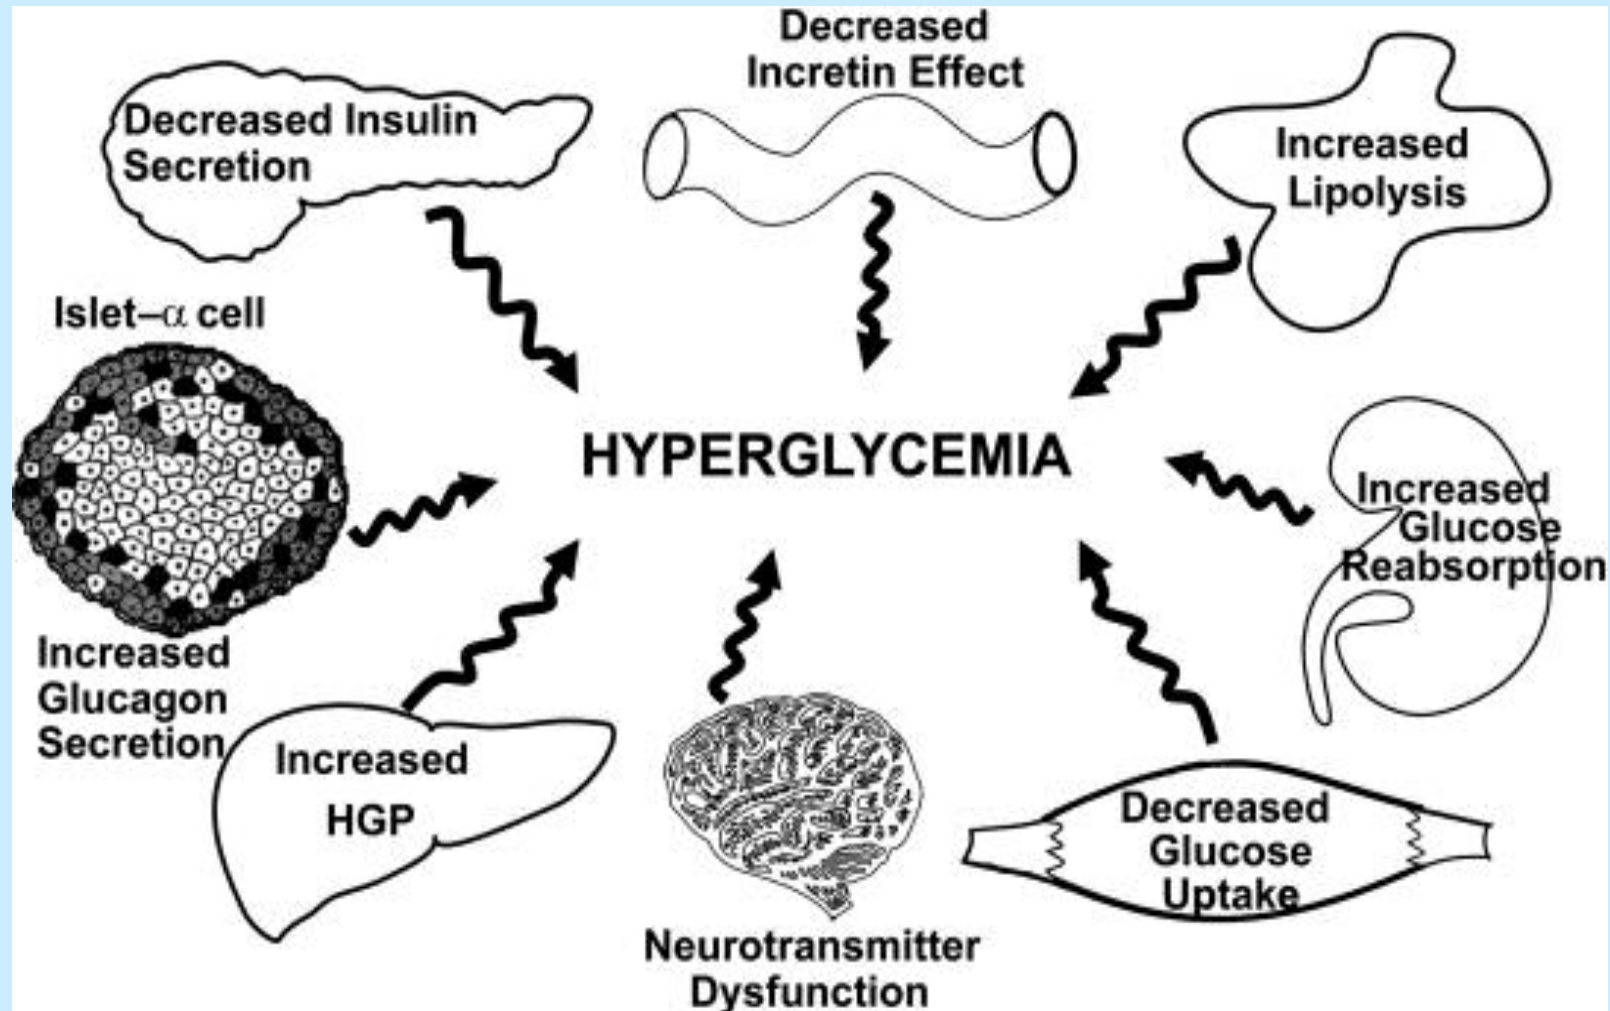 Decreased
Incretin Effect
Decreased Insulin
Secretion
Increased
Lipolysis
Islet–α cell
HYPERGLYCEMIA
Increased
Glucose
Reabsorption
Increased
Glucagon
Secretion
Increased
HGP
Decreased
Glucose
Uptake
Neurotransmitter
Dysfunction